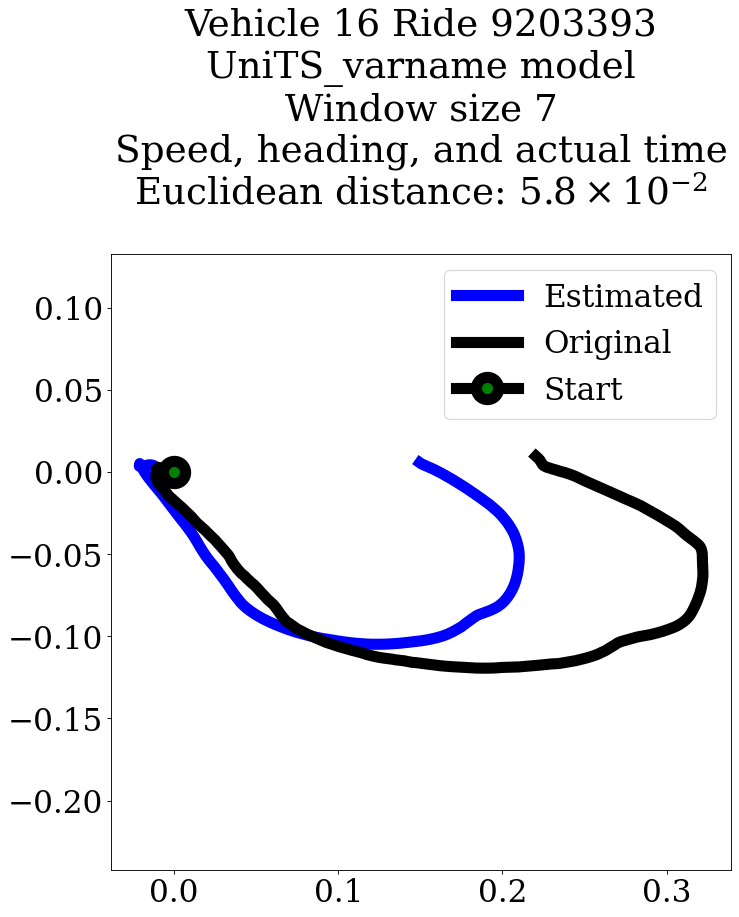 Vehicle 16 Ride 9203393
UniTS_varname model
Window size 7
Speed, heading, and actual time
Euclidean distance: 5.8 × 10⁻²
Estimated
Original
Start
0.10
0.05
0.00
−0.05
−0.10
−0.15
−0.20
0.0 0.1 0.2 0.3